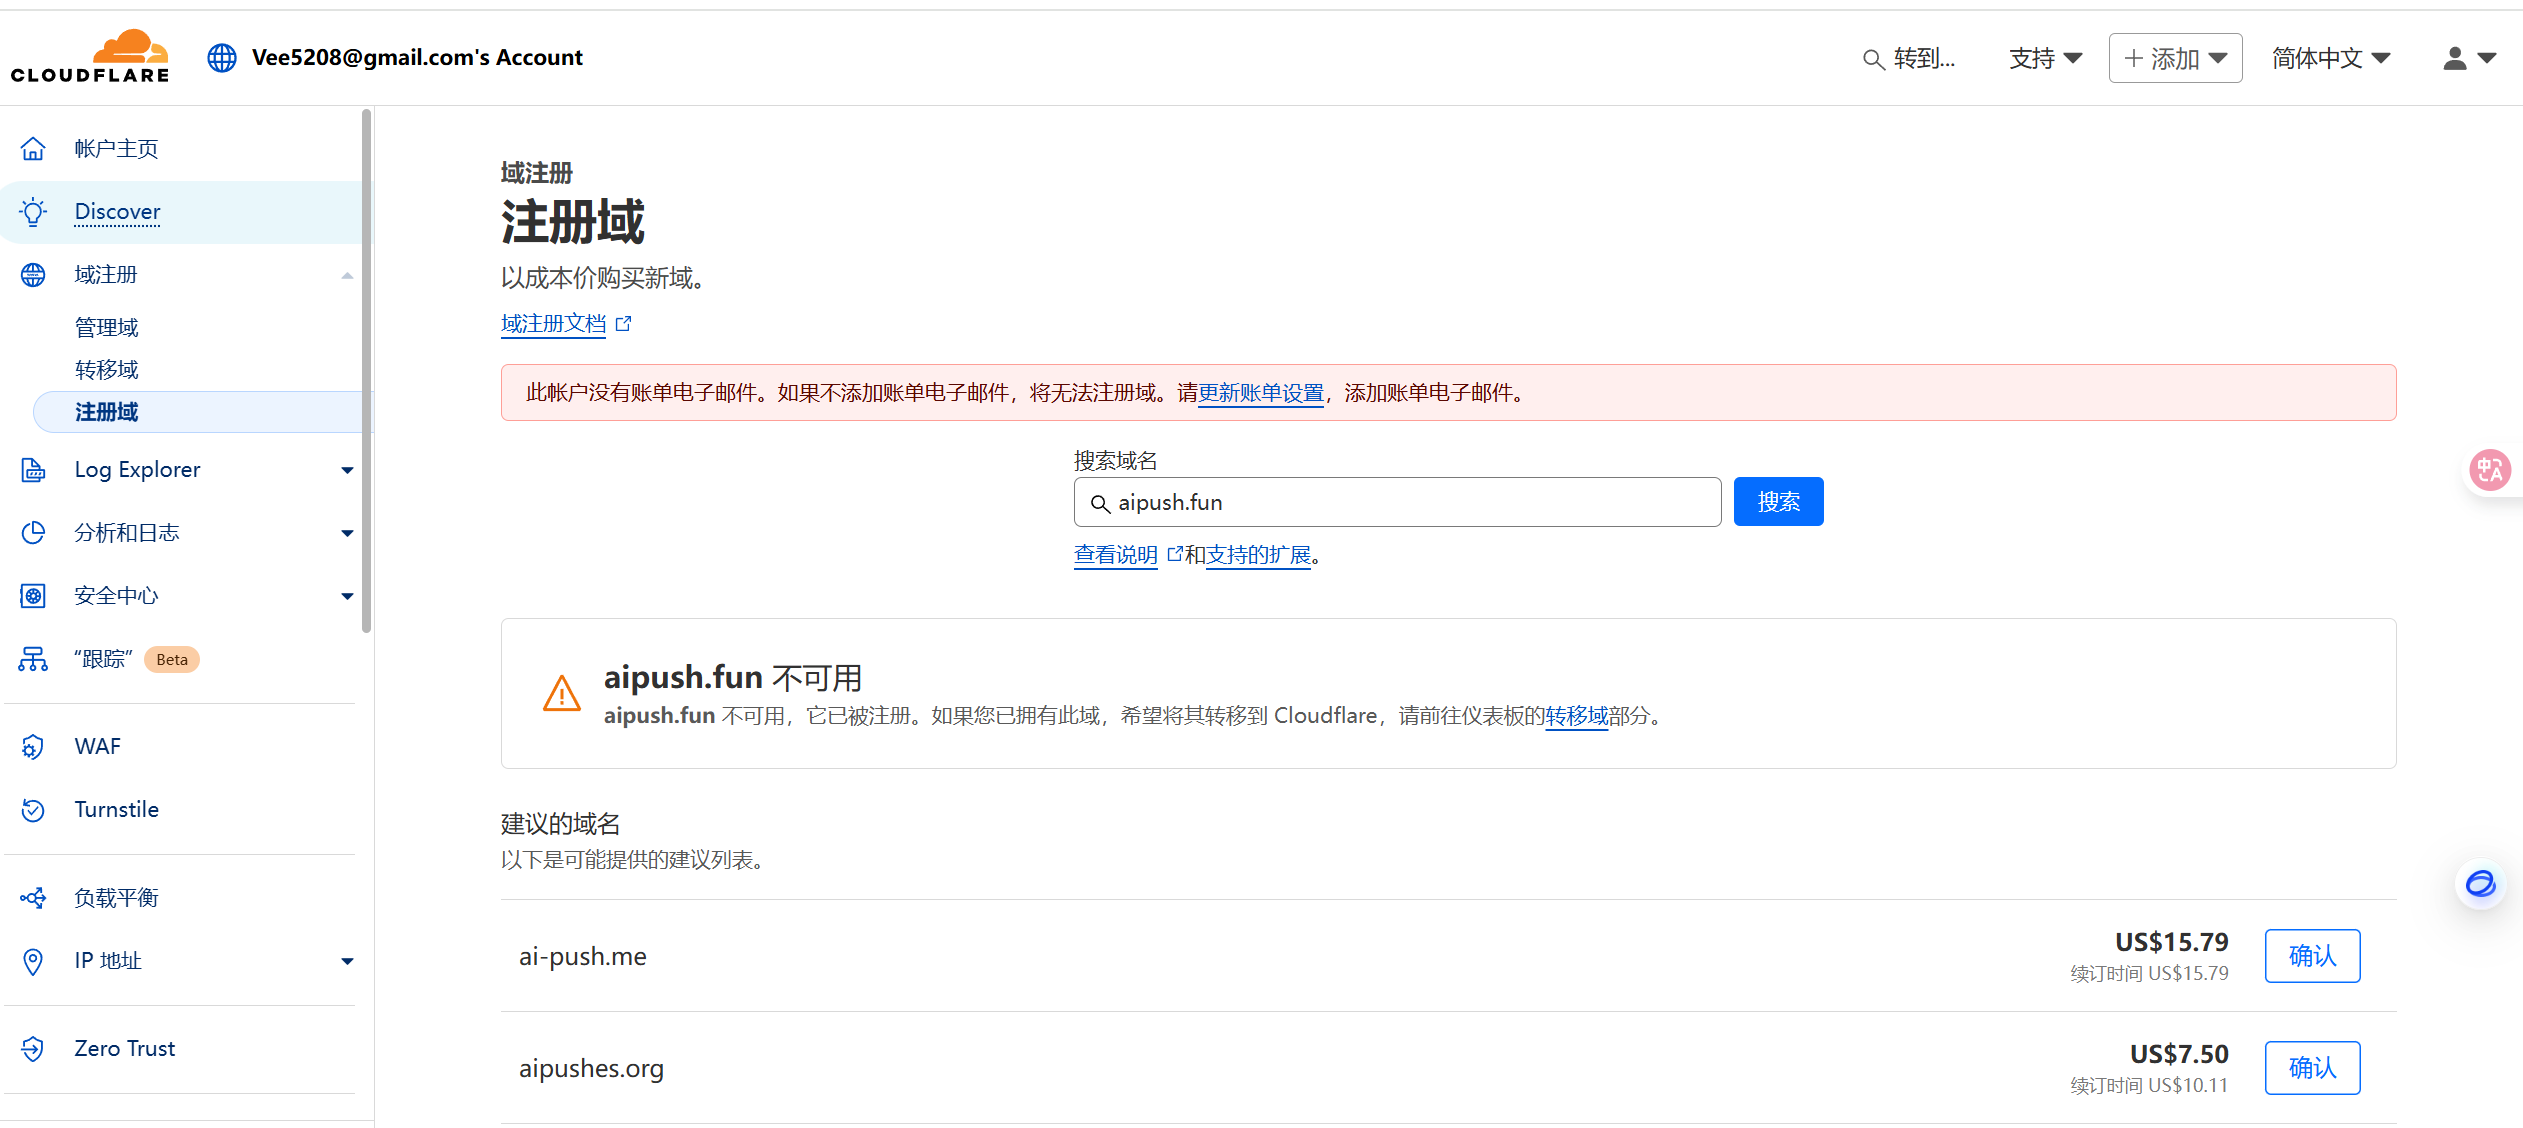 CLOUDFLARE
Vee5208@gmail.com's Account
转到...
支持
添加
简体中文
帐户主页
Discover
域注册
管理域
转移域
注册域
Log Explorer
分析和日志
安全中心
“跟踪” Beta
WAF
Turnstile
负载平衡
IP 地址
Zero Trust
域注册
注册域
以成本价购买新域。
域注册文档
此帐户没有账单电子邮件。如果不添加账单电子邮件，将无法注册域。请更新账单设置，添加账单电子邮件。
搜索域名
aipush.fun
搜索
查看说明和支持的扩展。
aipush.fun 不可用
aipush.fun 不可用，它已被注册。如果您已拥有此域，希望将其转移到 Cloudflare，请前往仪表板的转移域部分。
建议的域名
以下是可能提供的建议列表。
ai-push.me
US$15.79
续订时间 US$15.79
确认
aipushes.org
US$7.50
续订时间 US$10.11
确认
中A